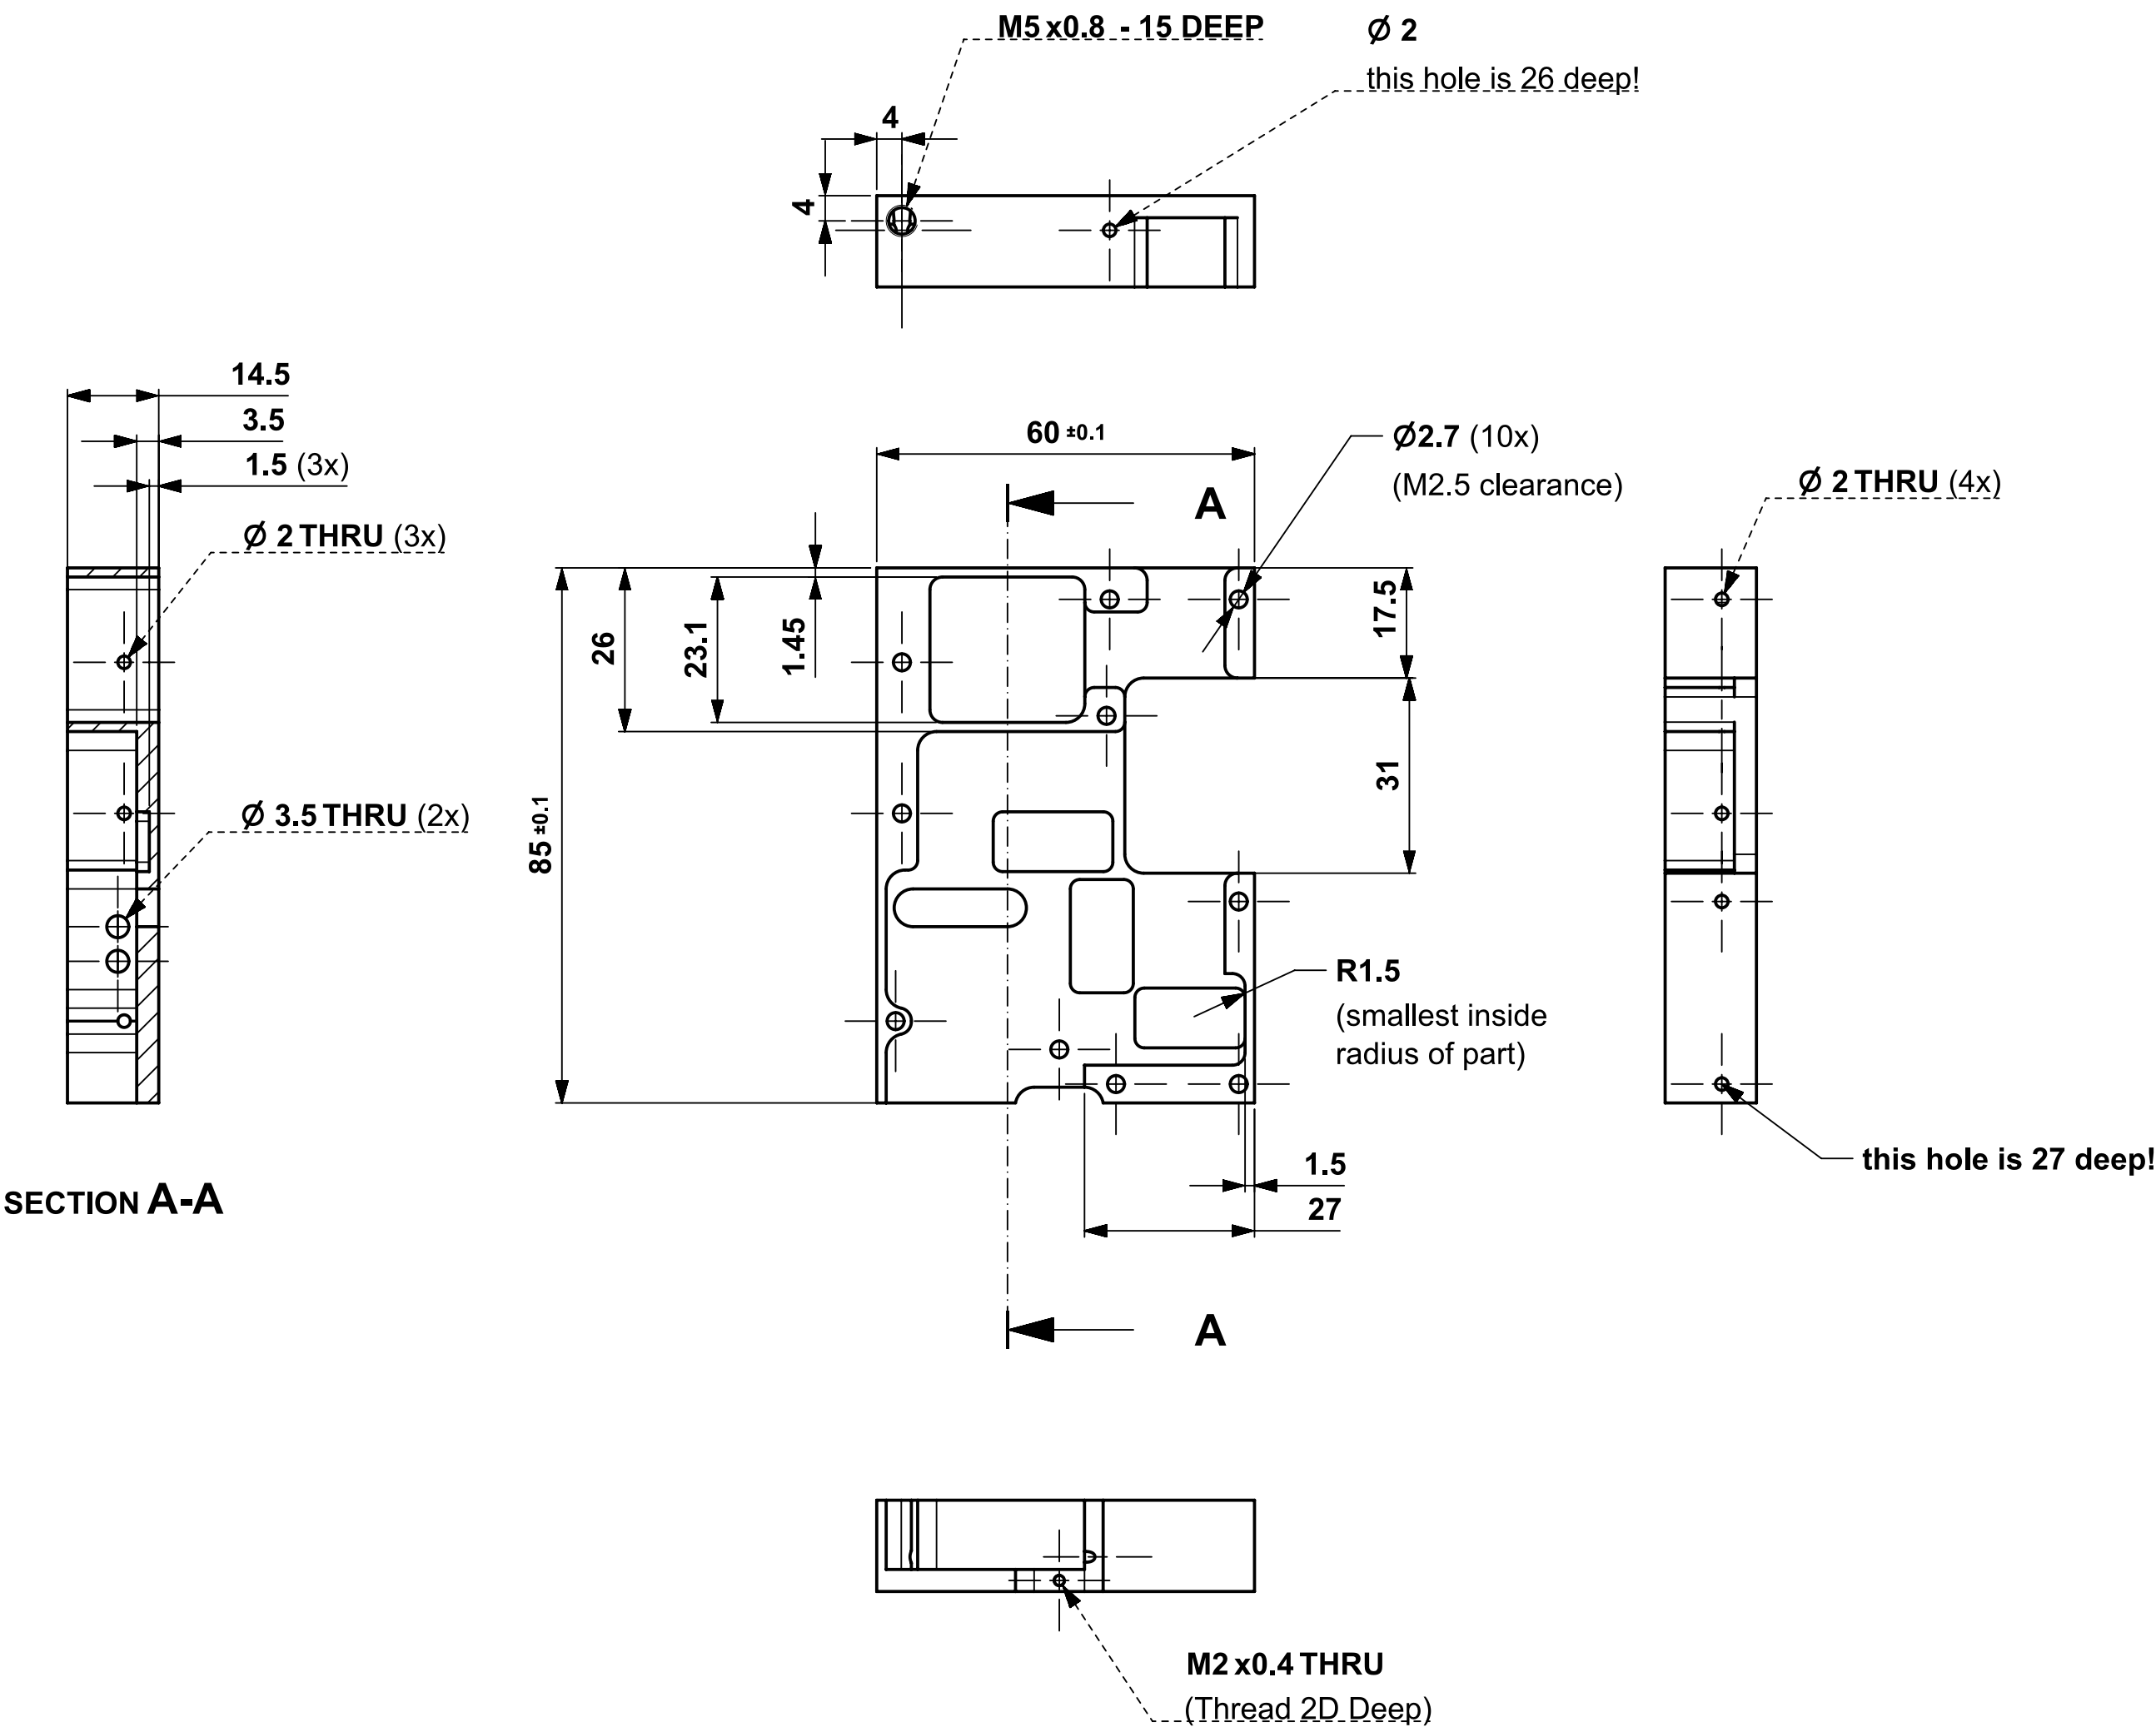 M5 x0.8 - 15 DEEP
Ø 2
this hole is 26 deep!
4
4
14.5
3.5
1.5 (3x)
Ø 2 THRU (3x)
Ø 3.5 THRU (2x)
SECTION A-A
60 ±0.1
A
Ø2.7 (10x)
(M2.5 clearance)
Ø 2 THRU (4x)
85 ±0.1
26
23.1
1.45
17.5
31
R1.5
(smallest inside
radius of part)
1.5
27
this hole is 27 deep!
A
M2 x0.4 THRU
(Thread 2D Deep)